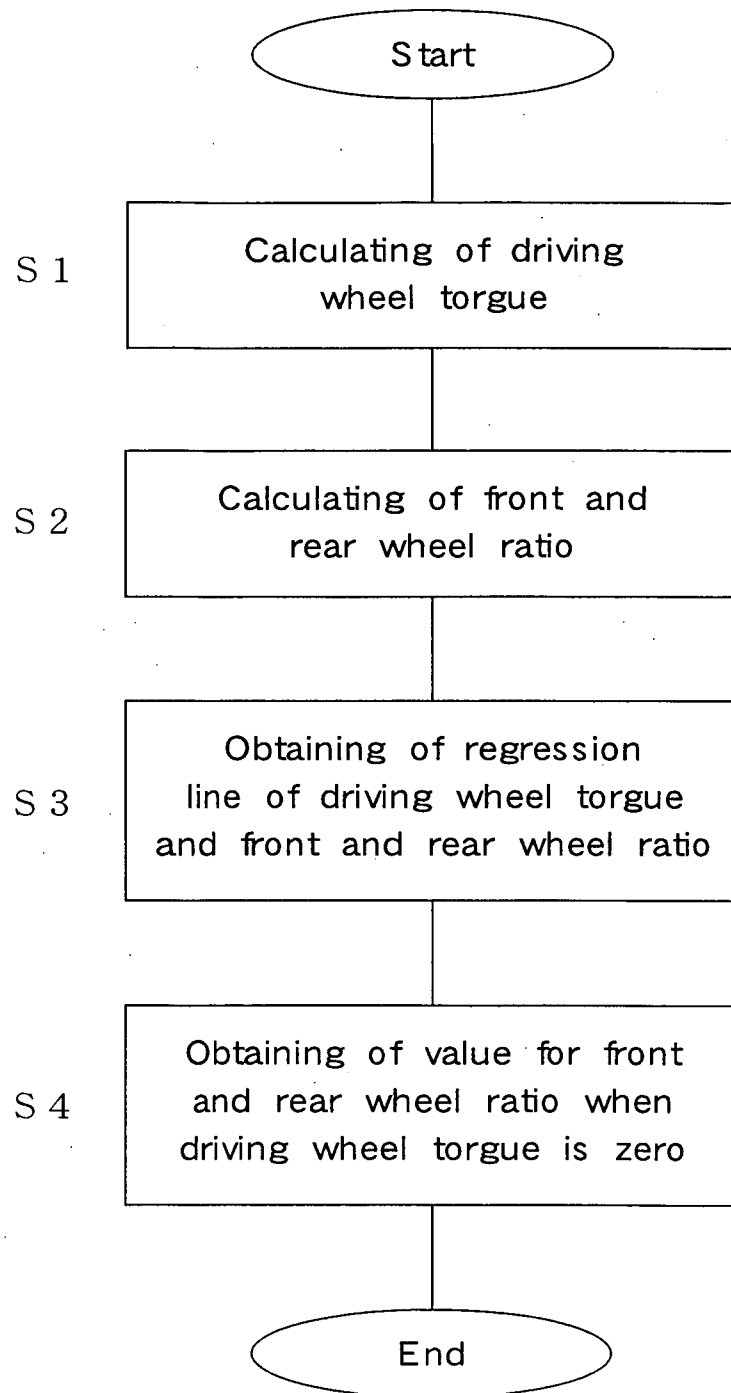 Start
S 1
Calculating of driving
wheel torgue
S 2
Calculating of front and
rear wheel ratio
S 3
Obtaining of regression
line of driving wheel torgue
and front and rear wheel ratio
S 4
Obtaining of value for front
and rear wheel ratio when
driving wheel torgue is zero
End